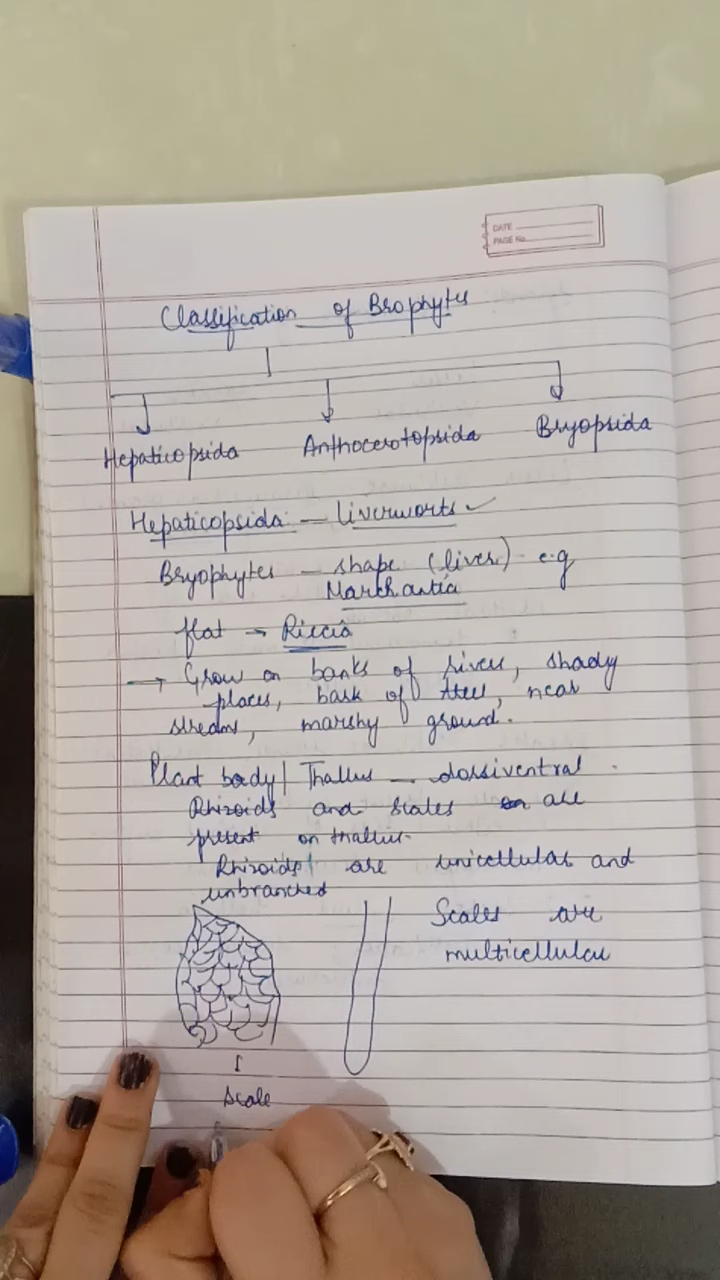 DATE
PAGE No.
Classification of Brophytes
Hepaticopsida Anthocerotopsida Bryopsida
Hepaticopsida - liverworts ✓
Bryophytes - shape (liver) e.g
Marchantia
flat → Riccia
→ Grow on banks of rivers, shady
places, bark of trees, near
streams, marshy ground.
Plant body/ Thallus - dorsiventral.
Rhizoids and scales are
present on thallus.
Rhizoids are unicellular and
unbranched
Scales are
multicellular
Scale